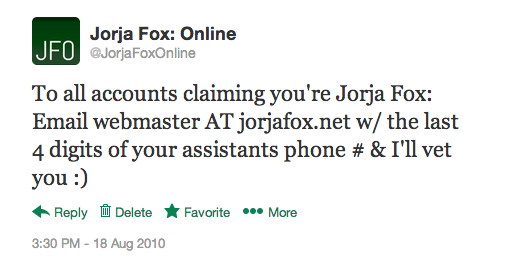 JFO
Jorja Fox: Online
@JorjaFoxOnline
To all accounts claiming you're Jorja Fox:
Email webmaster AT jorjafox.net w/ the last
4 digits of your assistants phone # & I'll vet
you :)
Reply Delete Favorite More
3:30 PM - 18 Aug 2010